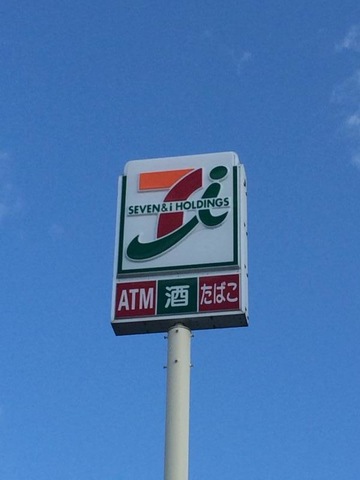 SEVEN&i HOLDINGS
ATM 酒 たばこ